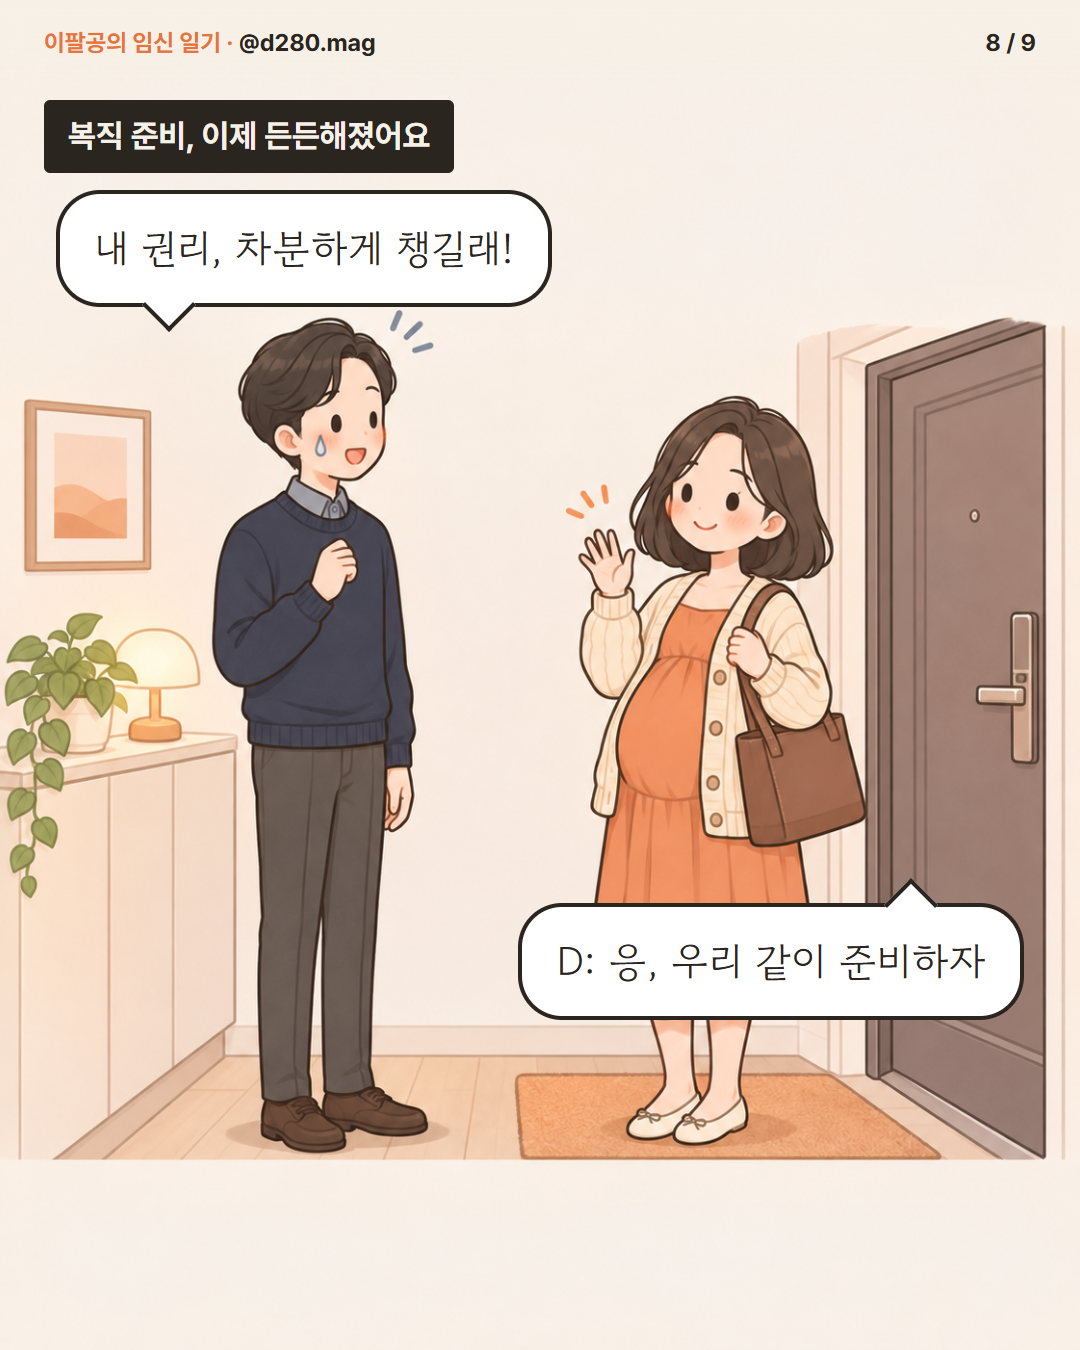 이팔공의 임신 일기 · @d280.mag
8 / 9
복직 준비, 이제 든든해졌어요
내 권리, 차분하게 챙길래!
D: 응, 우리 같이 준비하자